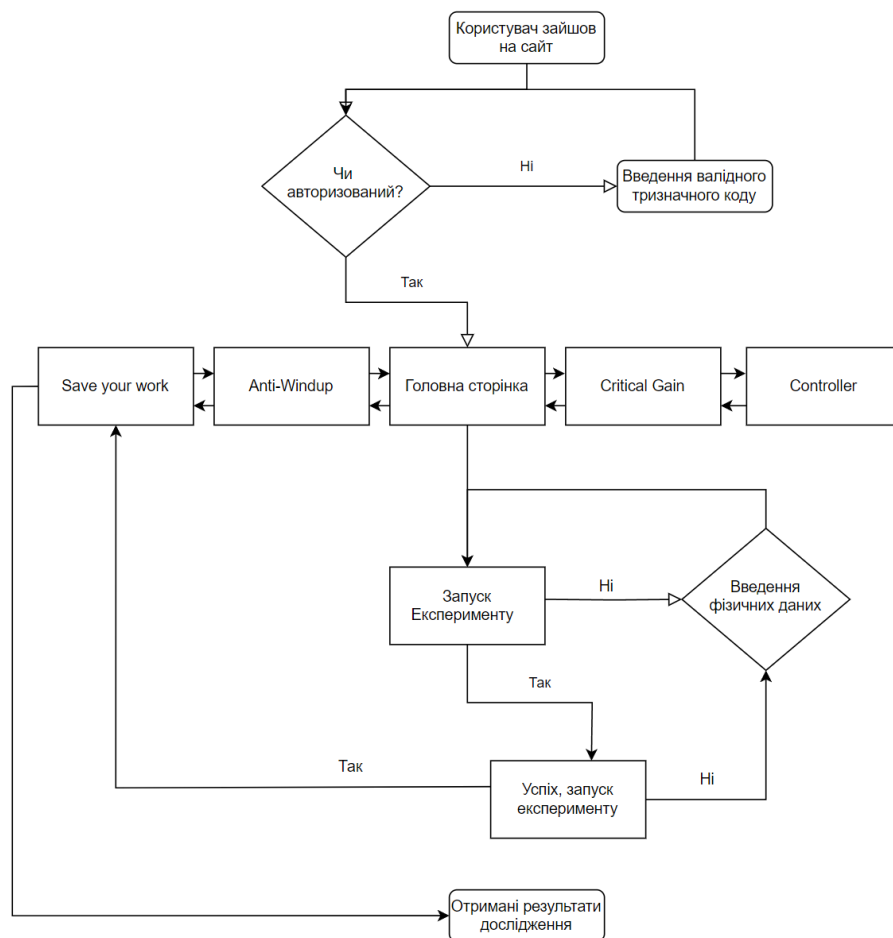 Користувач зайшов
на сайт
Чи
авторизований?
Ні
Введення валідного
тризначного коду
Так
Save your work
Anti-Windup
Головна сторінка
Critical Gain
Controller
Запуск
Експерименту
Ні
Введення
фізичних даних
Так
Так
Успіх, запуск
експерименту
Ні
Отримані результати
дослідження